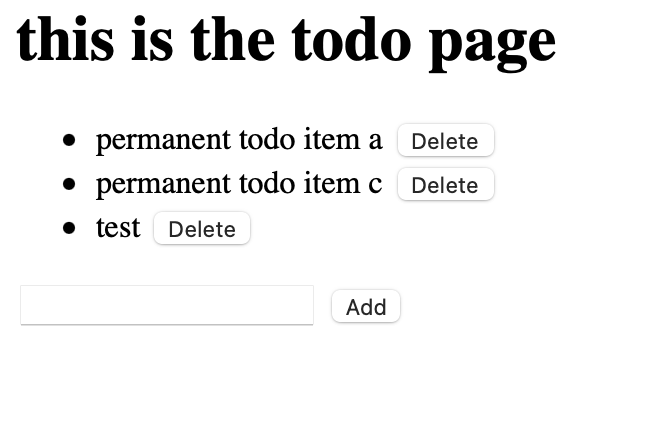 this is the todo page
permanent todo item a Delete
permanent todo item c Delete
test Delete
Add